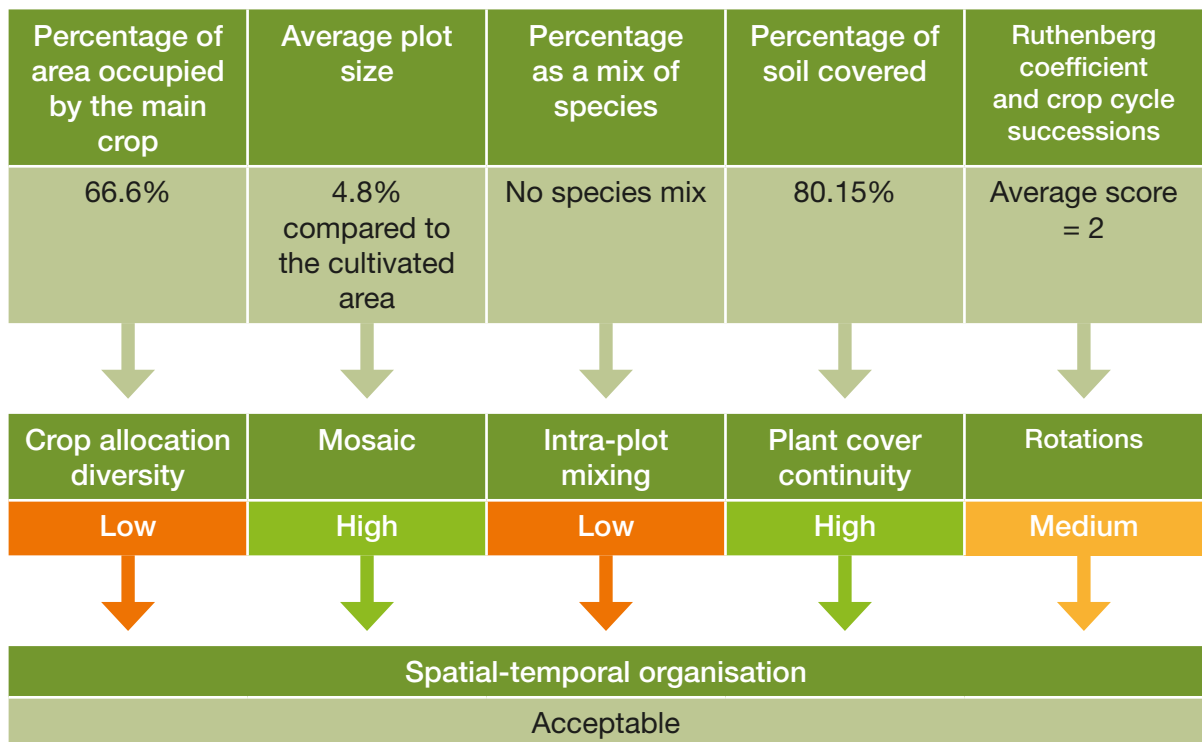 Percentage of
area occupied
by the main
crop
Average plot
size
Percentage
as a mix of
species
Percentage of
soil covered
Ruthenberg
coefficient
and crop cycle
successions
66.6%
4.8%
compared to
the cultivated
area
No species mix
80.15%
Average score
= 2
Crop allocation
diversity
Mosaic
Intra-plot
mixing
Plant cover
continuity
Rotations
Low
High
Low
High
Medium
Spatial-temporal organisation
Acceptable